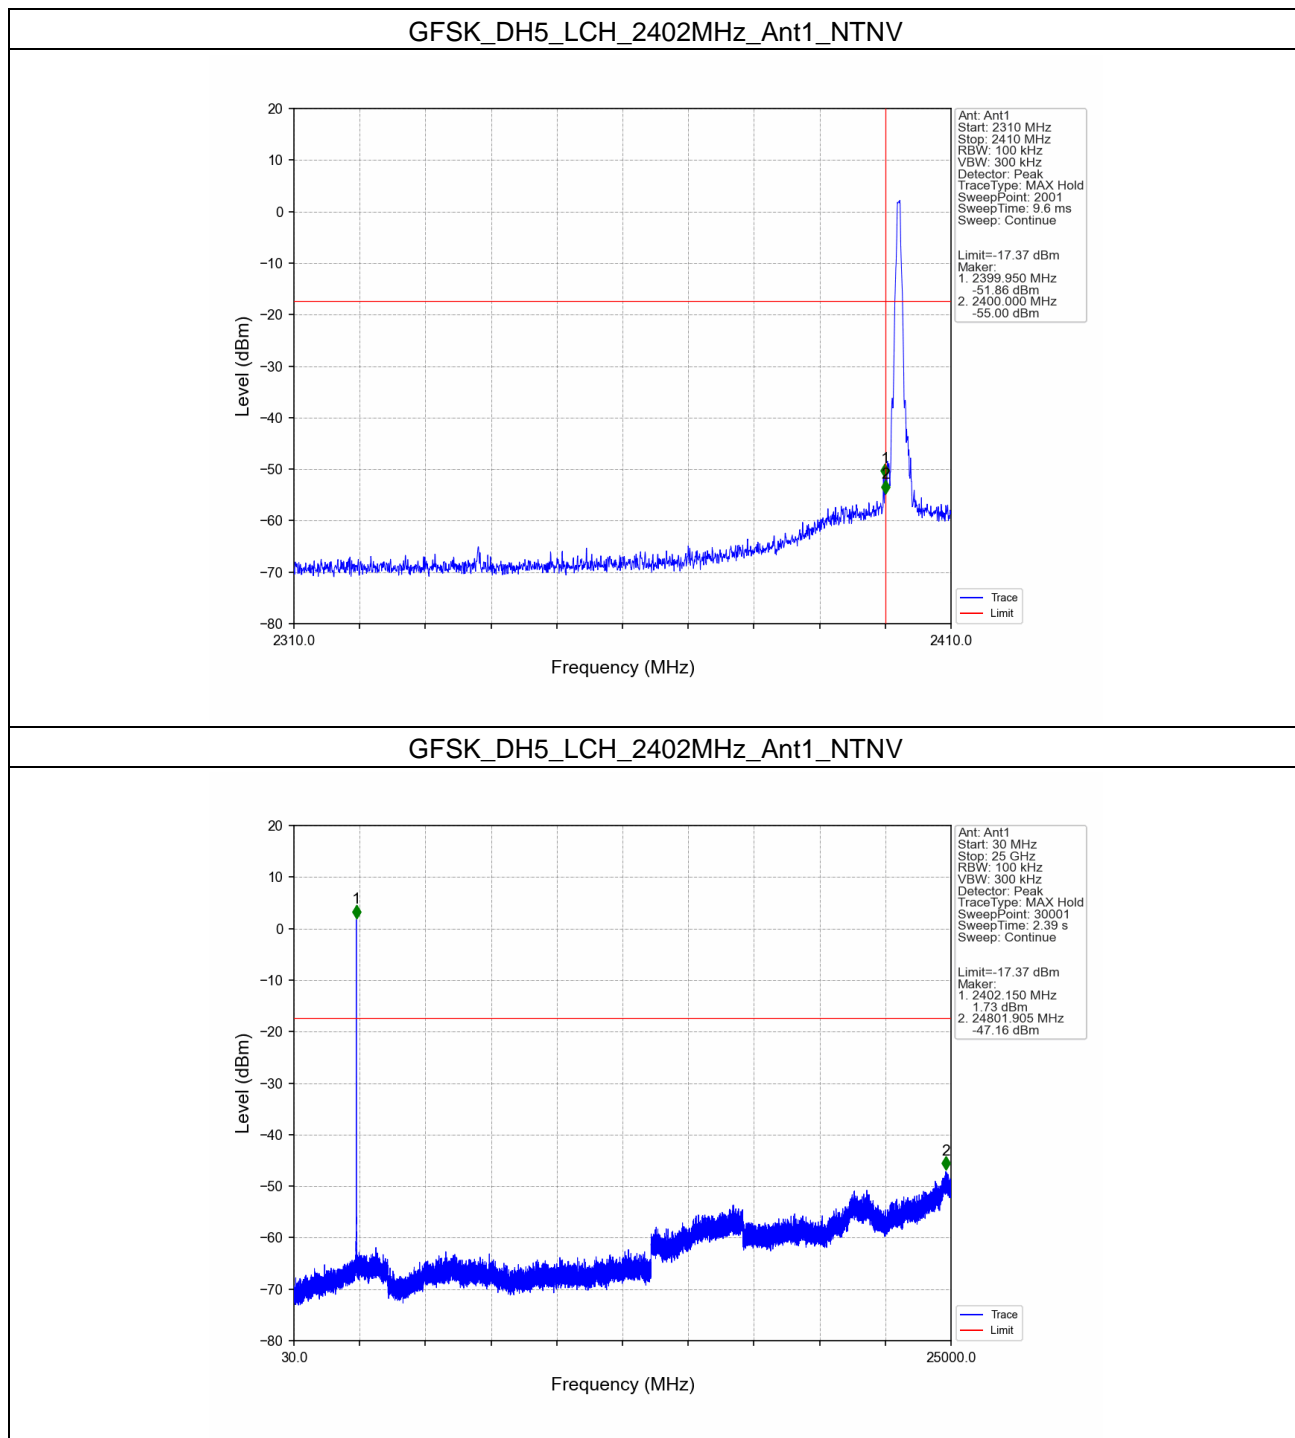 GFSK_DH5_LCH_2402MHz_Ant1_NTNV
20
10
0
−10
−20
−30
−40
−50
−60
−70
−80
Level (dBm)
2310.0
2410.0
Frequency (MHz)
1
2
Ant: Ant1
Start: 2310 MHz
Stop: 2410 MHz
RBW: 100 kHz
VBW: 300 kHz
Detector: Peak
TraceType: MAX Hold
SweepPoint: 2001
SweepTime: 9.6 ms
Sweep: Continue
Limit=-17.37 dBm
Maker:
1. 2399.950 MHz
-51.86 dBm
2. 2400.000 MHz
-55.00 dBm
Trace
Limit
GFSK_DH5_LCH_2402MHz_Ant1_NTNV
20
10
0
−10
−20
−30
−40
−50
−60
−70
−80
Level (dBm)
30.0
25000.0
Frequency (MHz)
1
2
Ant: Ant1
Start: 30 MHz
Stop: 25 GHz
RBW: 100 kHz
VBW: 300 kHz
Detector: Peak
TraceType: MAX Hold
SweepPoint: 30001
SweepTime: 2.39 s
Sweep: Continue
Limit=-17.37 dBm
Maker:
1. 2402.150 MHz
1.73 dBm
2. 24801.905 MHz
-47.16 dBm
Trace
Limit